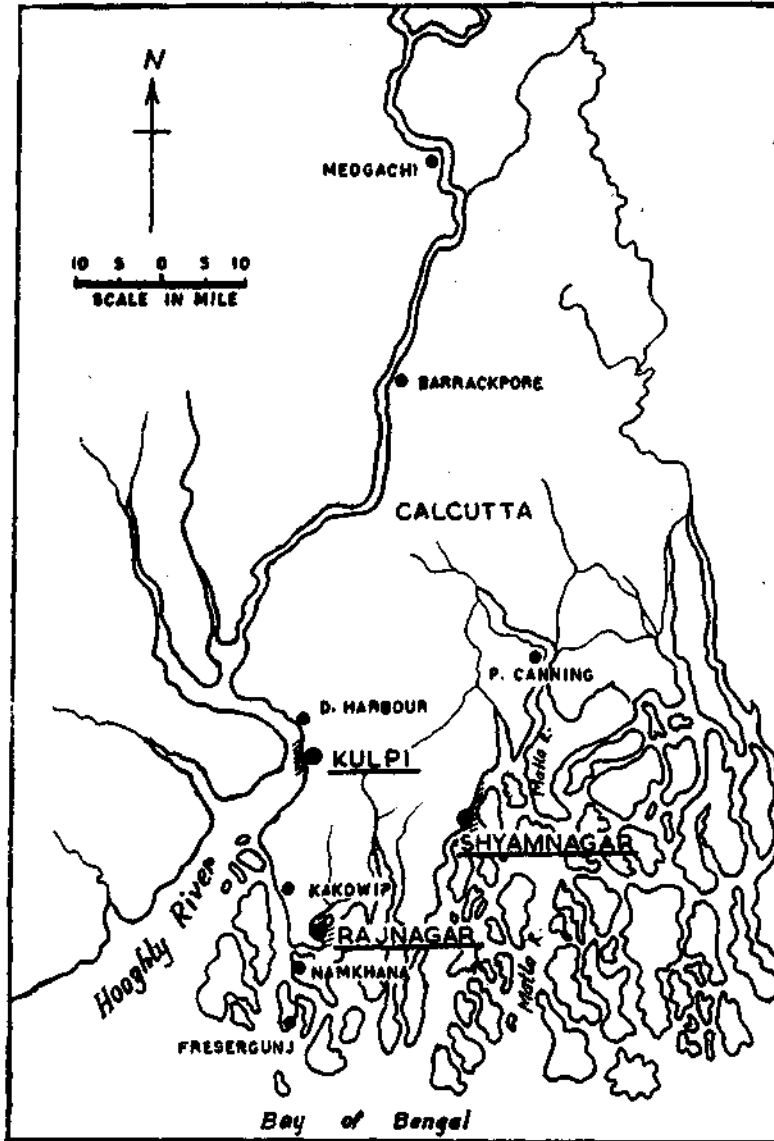 N
MEDGACHI
10 5 0 5 10
SCALE IN MILE
BARRACKPORE
CALCUTTA
P. CANNING
D. HARBOUR
Matla R.
KULPI
SHYAMNAGAR
KAKDWIP
Hooghly River
RAJNAGAR
Matla R.
NAMKHANA
FRESERGUNJ
Bay of Bengal